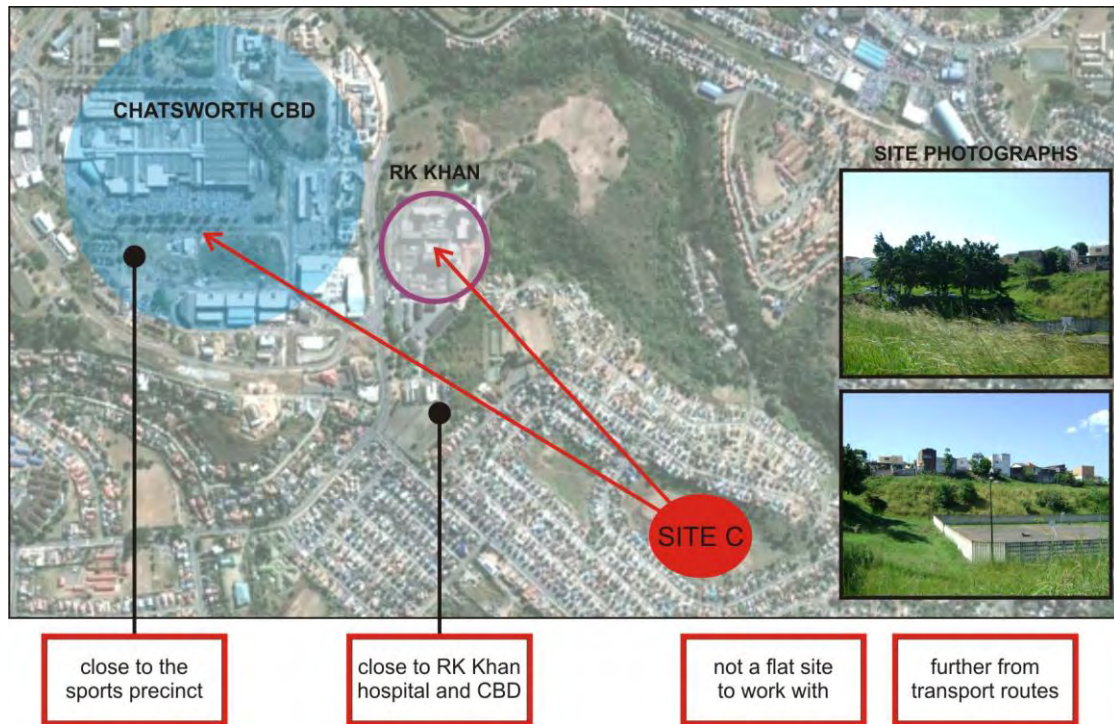 CHATSWORTH CBD
RK KHAN
SITE PHOTOGRAPHS
SITE C
close to the
sports precinct
close to RK Khan
hospital and CBD
not a flat site
to work with
further from
transport routes